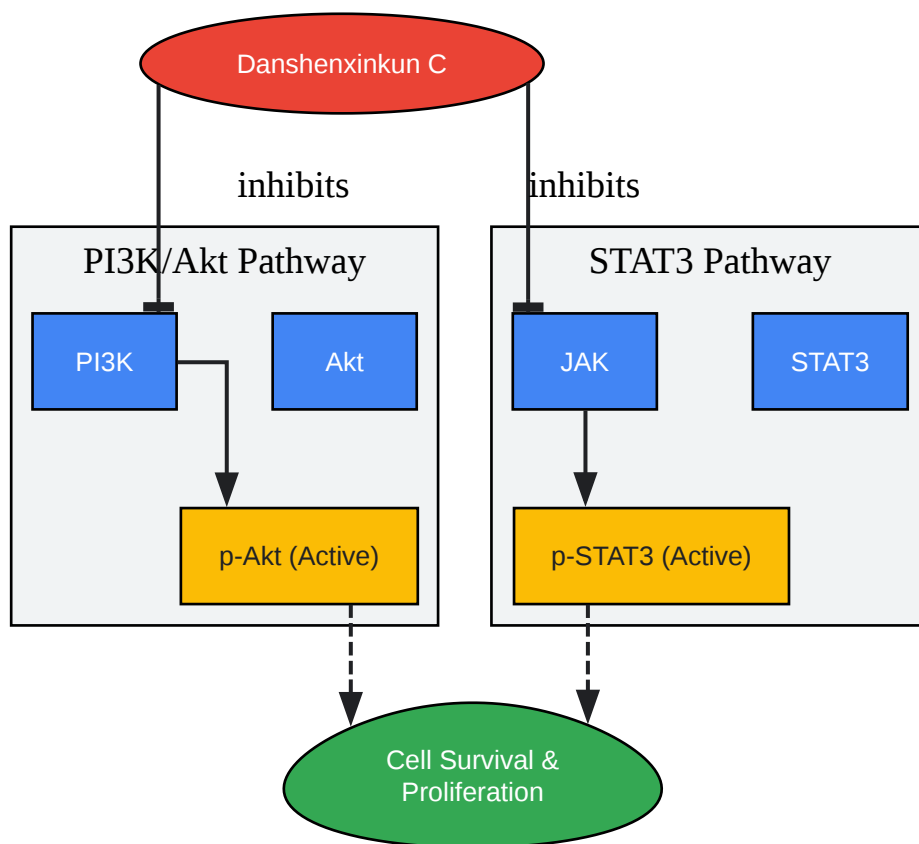 Danshenxinkun C
inhibits
inhibits
PI3K/Akt Pathway
STAT3 Pathway
PI3K
Akt
JAK
STAT3
p-Akt (Active)
p-STAT3 (Active)
Cell Survival &
Proliferation